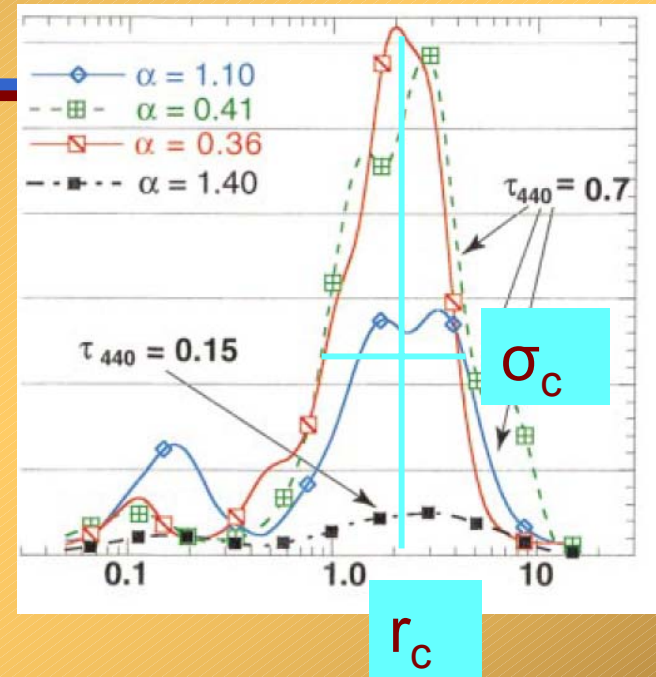 α = 1.10
α = 0.41
α = 0.36
α = 1.40
τ440 = 0.7
τ 440 = 0.15
σc
0.1 1.0 10
rc